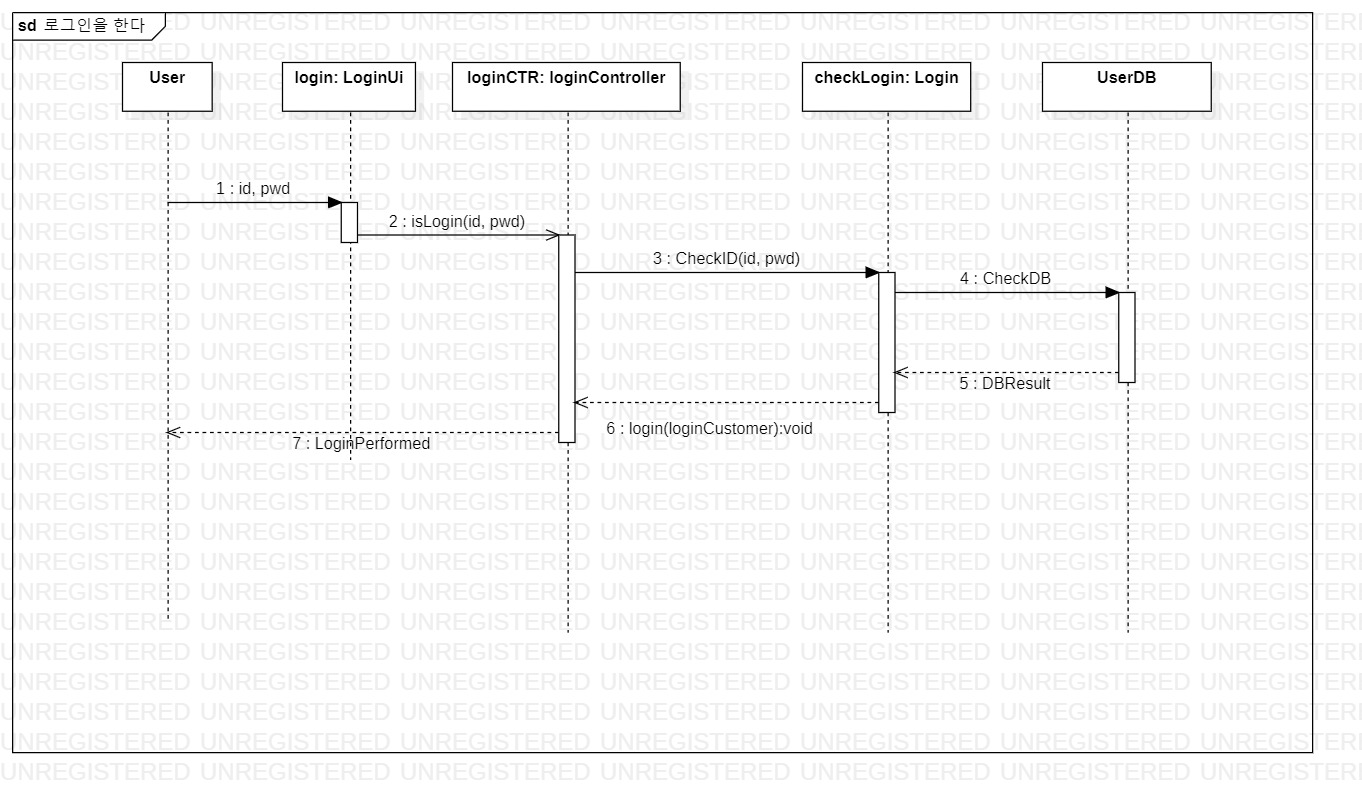 sd 로그인을 한다
User
login: LoginUi
loginCTR: loginController
checkLogin: Login
UserDB
1 : id, pwd
2 : isLogin(id, pwd)
3 : CheckID(id, pwd)
4 : CheckDB
5 : DBResult
6 : login(loginCustomer):void
7 : LoginPerformed
UNREGISTERED